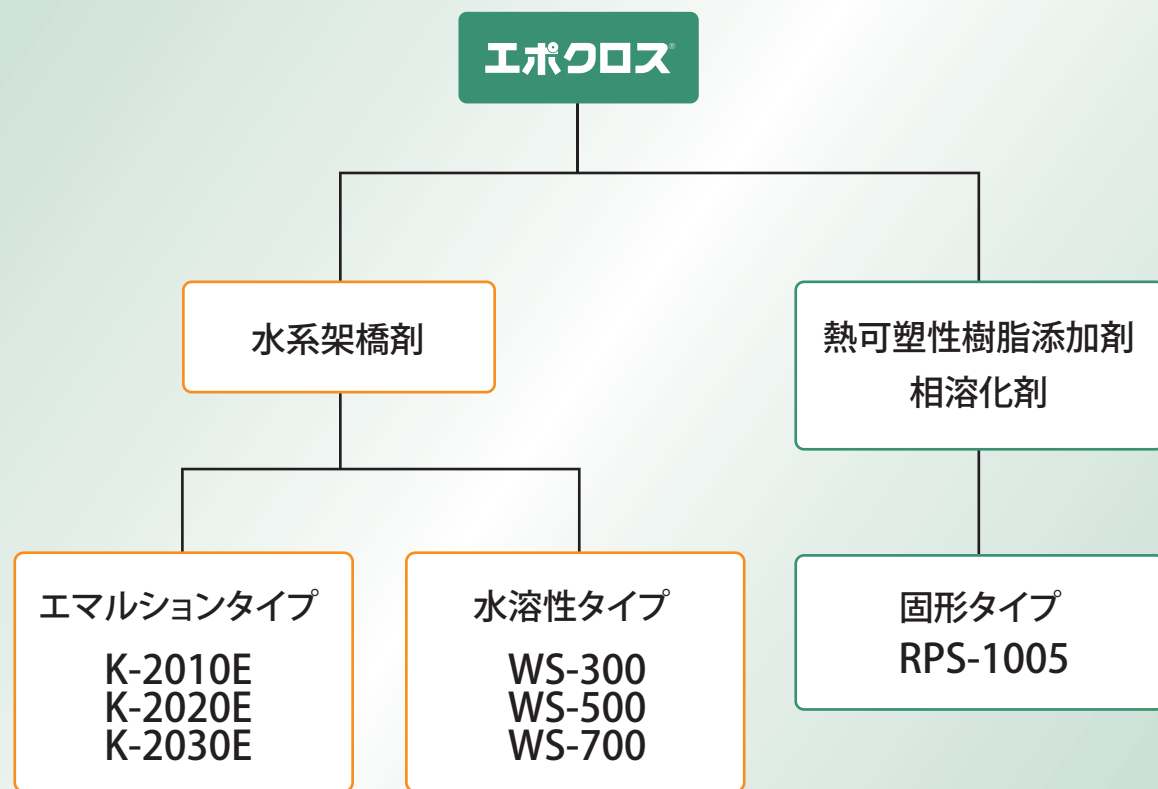 エポクロス®
水系架橋剤
熱可塑性樹脂添加剤
相溶化剤
エマルションタイプ
K-2010E
K-2020E
K-2030E
水溶性タイプ
WS-300
WS-500
WS-700
固形タイプ
RPS-1005